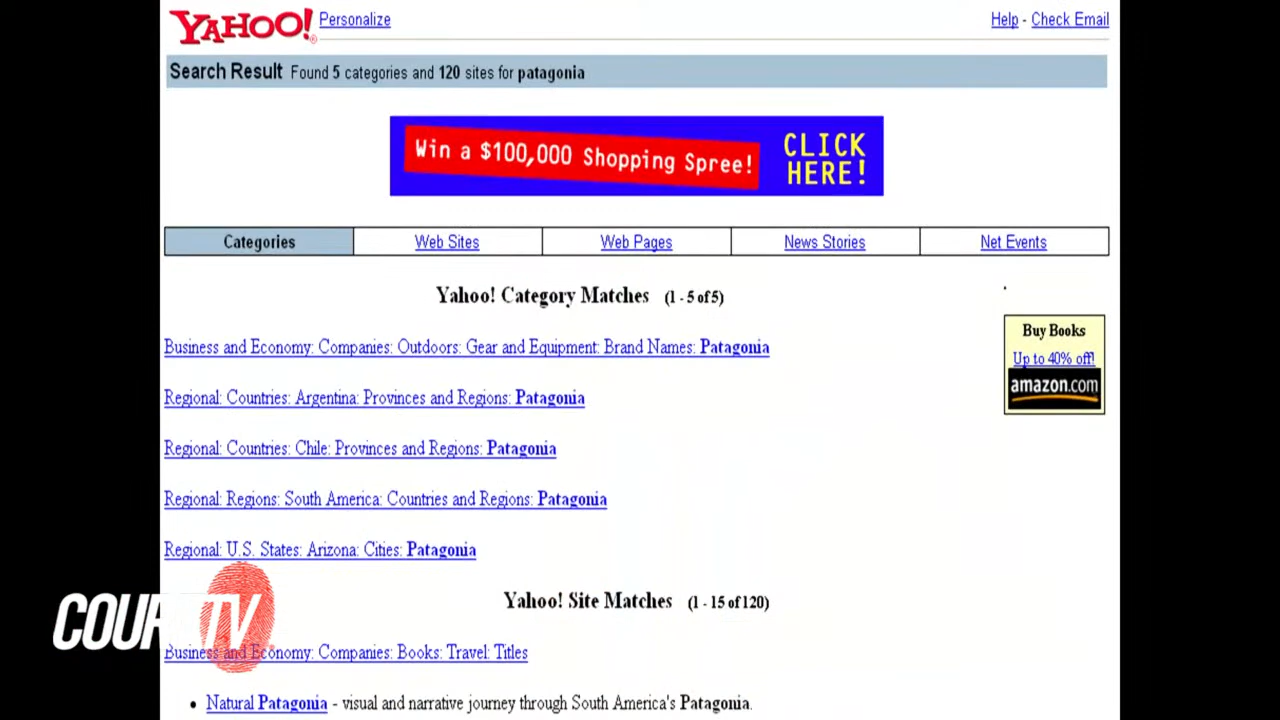 YAHOO! Personalize Help - Check Email
Search Result Found 5 categories and 120 sites for patagonia
Win a $100,000 Shopping Spree! CLICK HERE!
Categories Web Sites Web Pages News Stories Net Events
Yahoo! Category Matches (1 - 5 of 5)
Buy Books
Up to 40% off!
amazon.com
Business and Economy: Companies: Outdoors: Gear and Equipment: Brand Names: Patagonia
Regional: Countries: Argentina: Provinces and Regions: Patagonia
Regional: Countries: Chile: Provinces and Regions: Patagonia
Regional: Regions: South America: Countries and Regions: Patagonia
Regional: U.S. States: Arizona: Cities: Patagonia
Yahoo! Site Matches (1 - 15 of 120)
COURT TV
Business and Economy: Companies: Books: Travel: Titles
• Natural Patagonia - visual and narrative journey through South America's Patagonia.